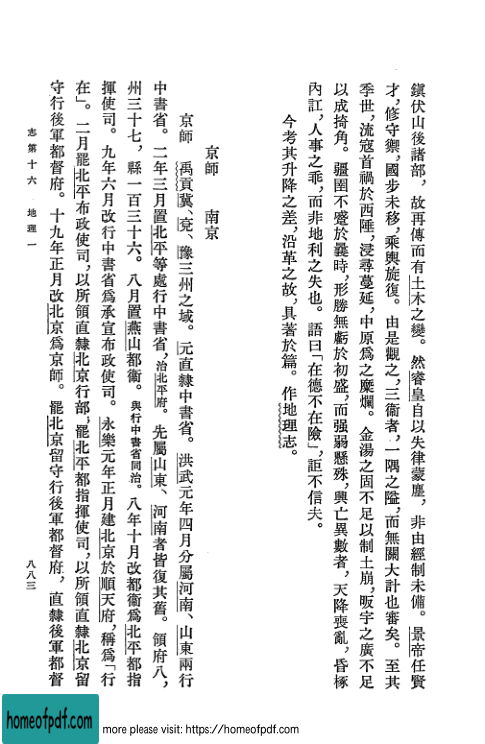 鎭伏山後諸部，故再傳而有土木之變。然睿皇自以失律蒙塵，非由經制未備。景帝任賢
才，修守禦，國步未移，乘輿旋復。由是觀之，三衞者，一隅之隘，而無關大計也審矣。至其
季世，流寇首禍於西陲，浸尋蔓延，中原爲之糜爛。金湯之固不足以制土崩，昄宇之廣不足
以成掎角。疆圉不蹙於曩時，形勝無虧於初盛，而强弱懸殊，興亡異數者，天降喪亂，昏椓
內訌，人事之乖，而非地利之失也。語曰「在德不在險」，詎不信夫。
今考其升降之差，沿革之故，具著於篇。作地理志。
京師　南京
京師　禹貢冀、兗、豫三州之域。元直隸中書省。洪武元年四月分屬河南、山東兩行
中書省。二年三月置北平等處行中書省，治北平府。先屬山東、河南者皆復其舊。領府八，
州三十七，縣一百三十六。八月置燕山都衞。與行中書省同治。八年十月改都衞爲北平都指
揮使司。九年六月改行中書省爲承宣布政使司。永樂元年正月建北京於順天府，稱爲「行
在」。二月罷北平布政使司，以所領直隸北京行部，罷北平都指揮使司，以所領直隸北京留
守行後軍都督府。十九年正月改北京爲京師。罷北京留守行後軍都督府，直隸後軍都督
志第十六　地理一
八八三
homeofpdf.com
more please visit: https://homeofpdf.com